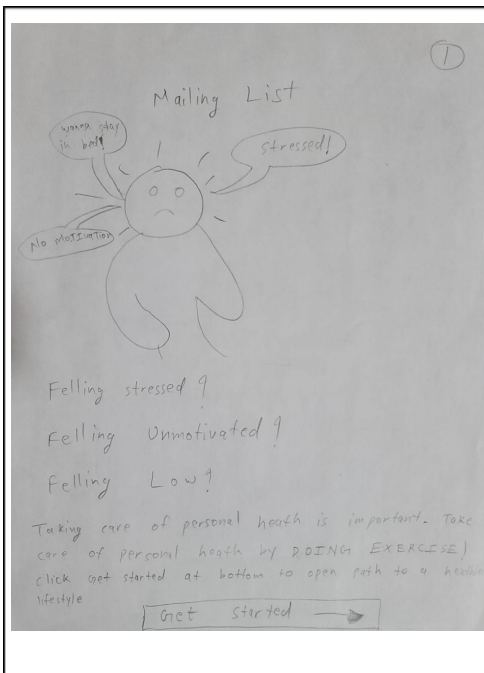 1
Mailing List
wanna stay
in bed!
stressed!
No MOTIVATION
Felling stressed?
Felling Unmotivated?
Felling Low?
Taking care of personal heath is important. Take
care of personal heath by DOING EXERCISE)
click Get started at bottom to open path to a
lifestyle
Get started →